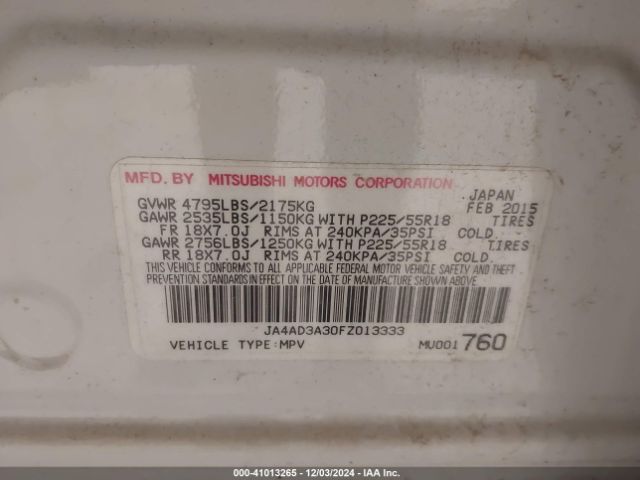 MFD. BY MITSUBISHI MOTORS CORPORATION
JAPAN
GVWR 4795LBS/2175KG FEB 2015
GAWR 2535LBS/1150KG WITH P225/55R18 TIRES
FR 18X7.0J RIMS AT 240KPA/35PSI COLD.
GAWR 2756LBS/1250KG WITH P225/55R18 TIRES
RR 18X7.0J RIMS AT 240KPA/35PSI COLD.
THIS VEHICLE CONFORMS TO ALL APPLICABLE FEDERAL MOTOR VEHICLE SAFETY AND THEFT
PREVENTION STANDARDS IN EFFECT ON THE DATE OF MANUFACTURE SHOWN ABOVE.
JA4AD3A30FZ013333
VEHICLE TYPE:MPV MU001760
000-41013265 - 12/03/2024 - IAA Inc.